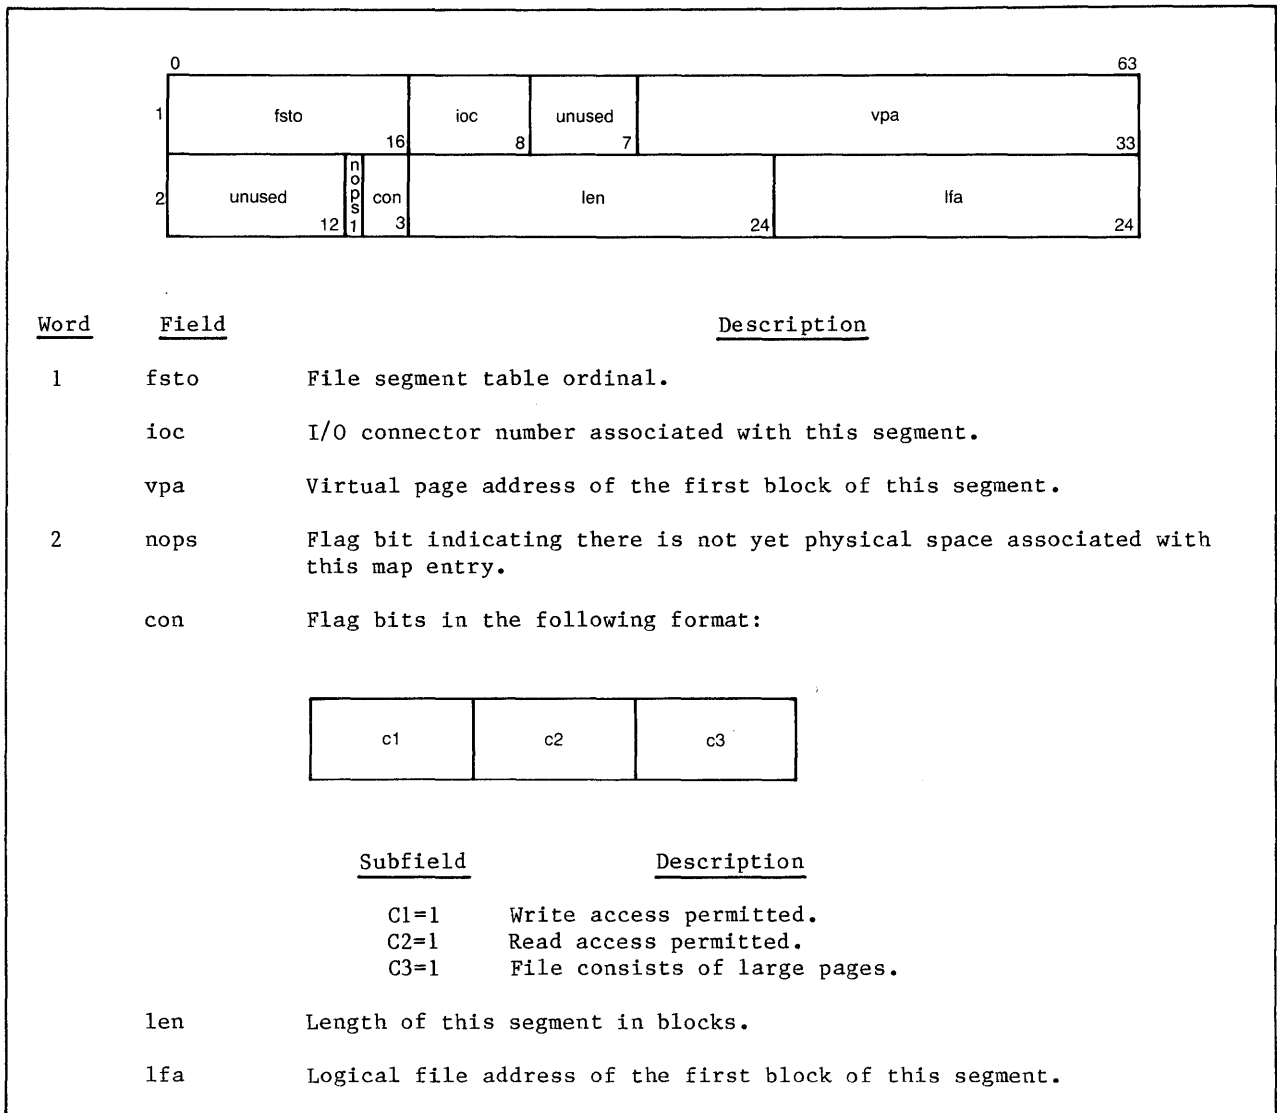 0 63
1 fsto 16 ioc 8 unused 7 vpa 33
2 unused 12 nops 1 con 3 len 24 lfa 24
Word Field Description
1 fsto File segment table ordinal.
ioc I/O connector number associated with this segment.
vpa Virtual page address of the first block of this segment.
2 nops Flag bit indicating there is not yet physical space associated with
this map entry.
con Flag bits in the following format:
c1 c2 c3
Subfield Description
C1=1 Write access permitted.
C2=1 Read access permitted.
C3=1 File consists of large pages.
len Length of this segment in blocks.
lfa Logical file address of the first block of this segment.